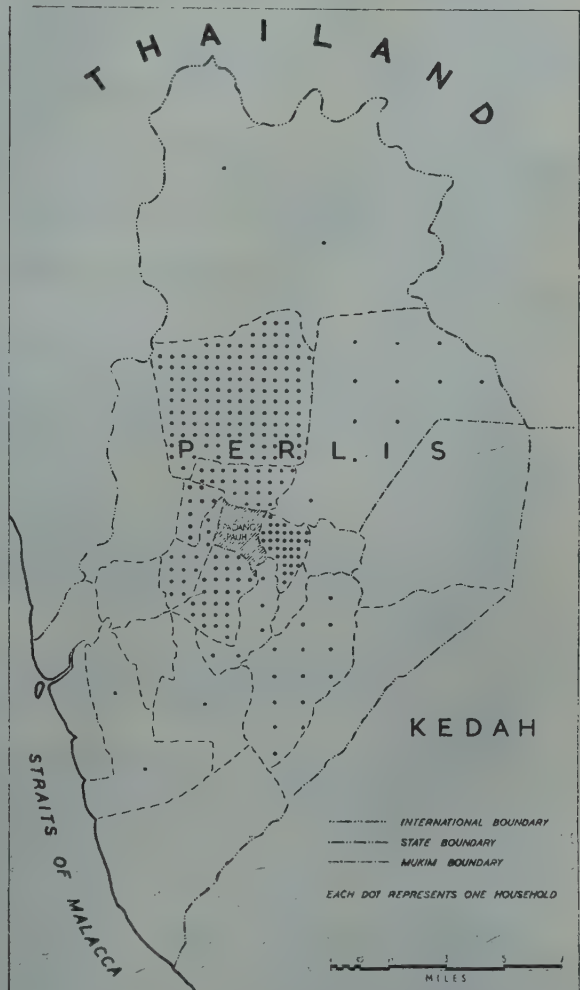 THAILAND
PERLIS
PADANG
PAUH
KEDAH
STRAITS OF MALACCA
INTERNATIONAL BOUNDARY
STATE BOUNDARY
MUKIM BOUNDARY
EACH DOT REPRESENTS ONE HOUSEHOLD
MILES